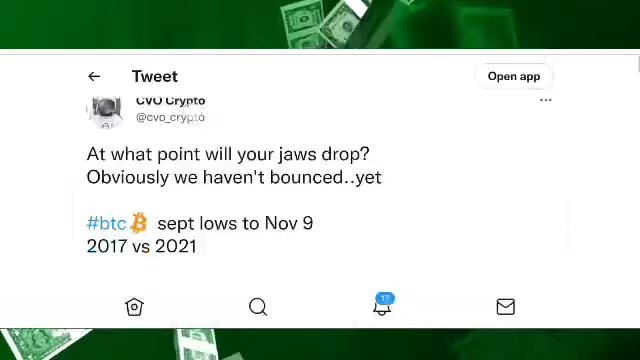 Tweet
Open app
CVO Crypto
@cvo_crypto
At what point will your jaws drop?
Obviously we haven't bounced..yet
#btc sept lows to Nov 9
2017 vs 2021
17